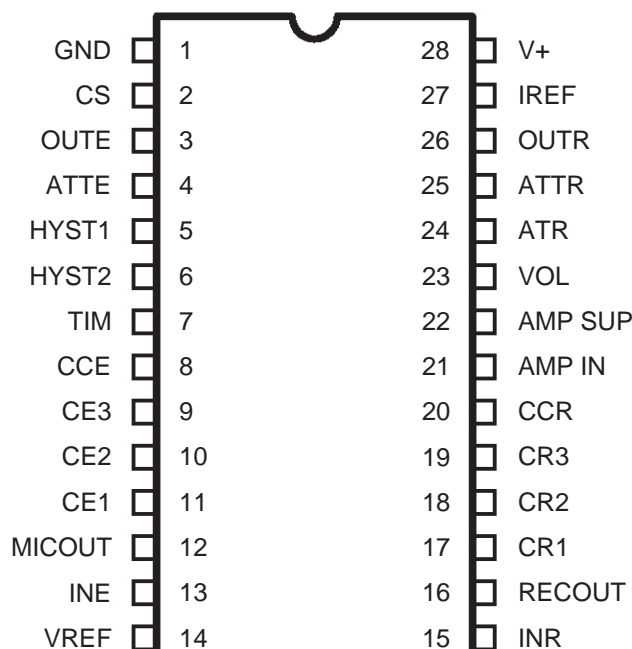 GND 1 28 V+
CS 2 27 IREF
OUTE 3 26 OUTR
ATTE 4 25 ATTR
HYST1 5 24 ATR
HYST2 6 23 VOL
TIM 7 22 AMP SUP
CCE 8 21 AMP IN
CE3 9 20 CCR
CE2 10 19 CR3
CE1 11 18 CR2
MICOUT 12 17 CR1
INE 13 16 RECOUT
VREF 14 15 INR